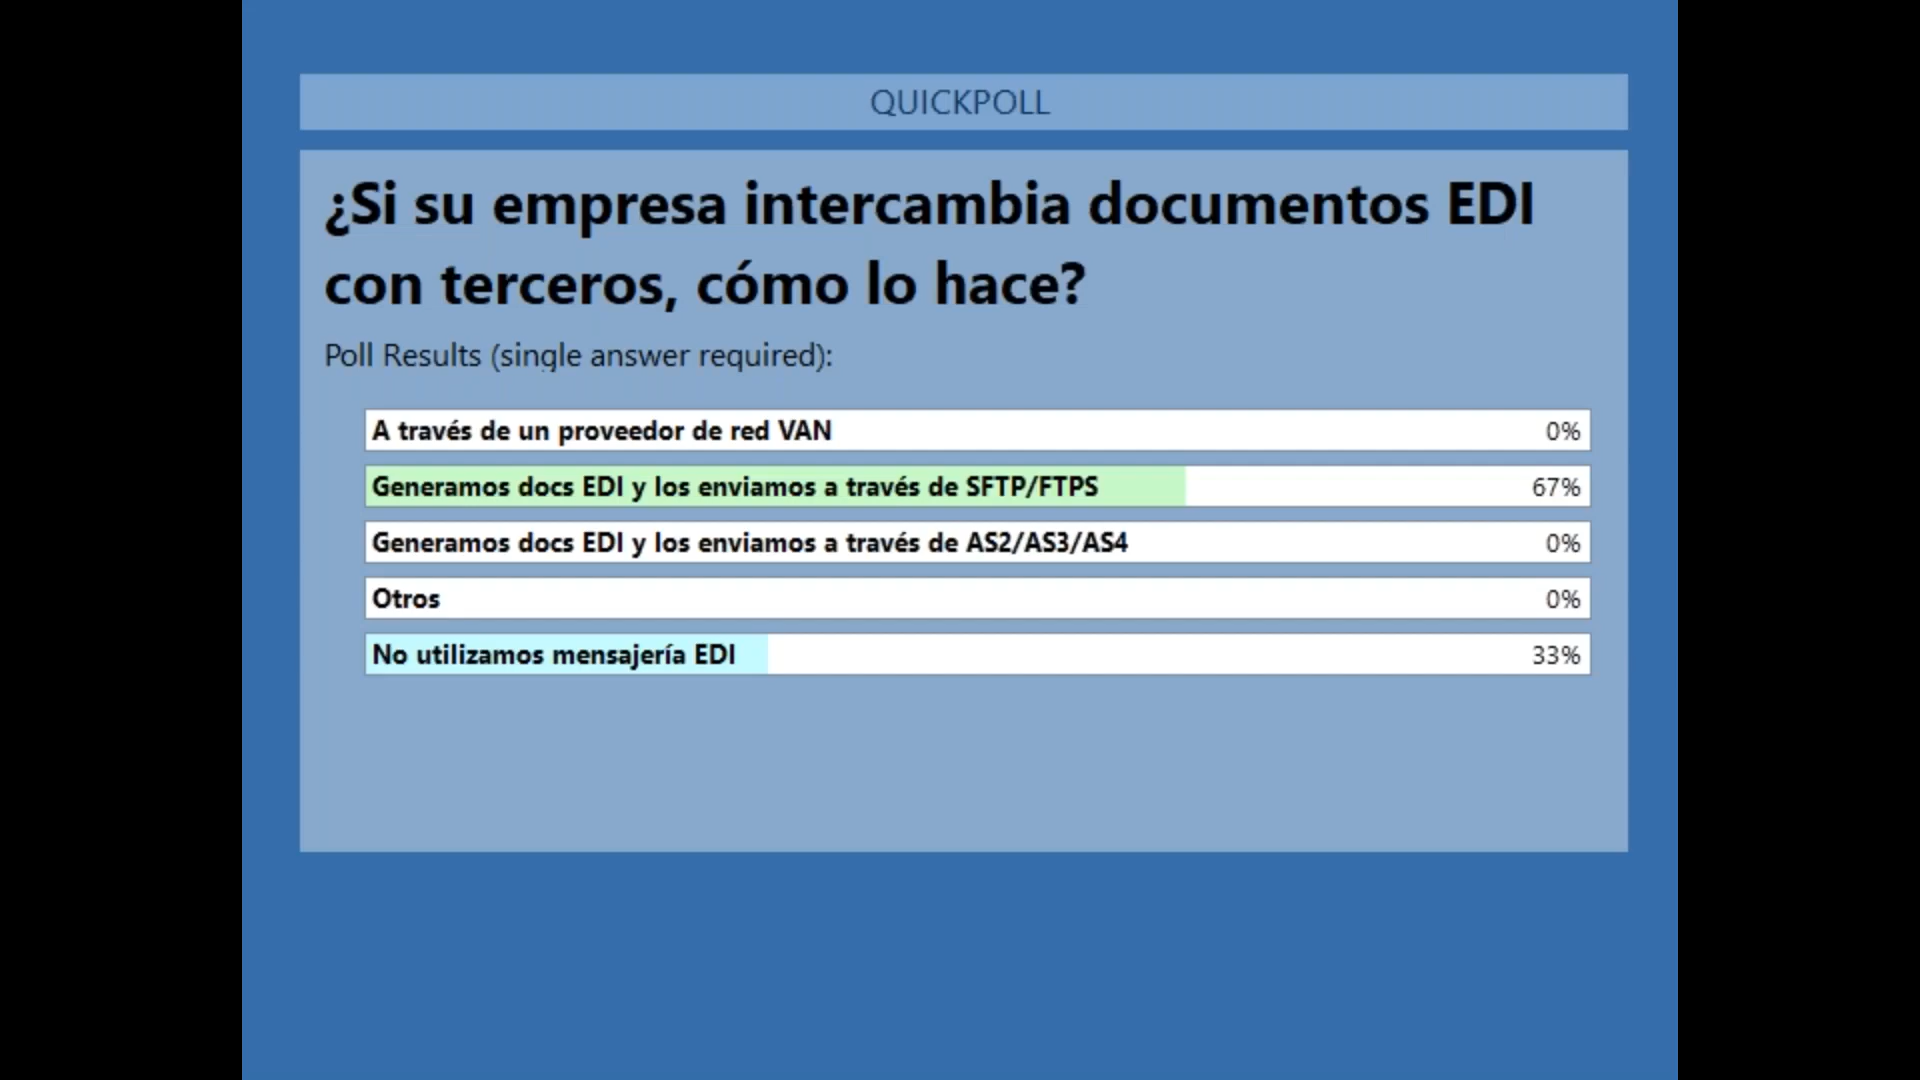 QUICKPOLL
¿Si su empresa intercambia documentos EDI
con terceros, cómo lo hace?
Poll Results (single answer required):
A través de un proveedor de red VAN 0%
Generamos docs EDI y los enviamos a través de SFTP/FTPS 67%
Generamos docs EDI y los enviamos a través de AS2/AS3/AS4 0%
Otros 0%
No utilizamos mensajería EDI 33%